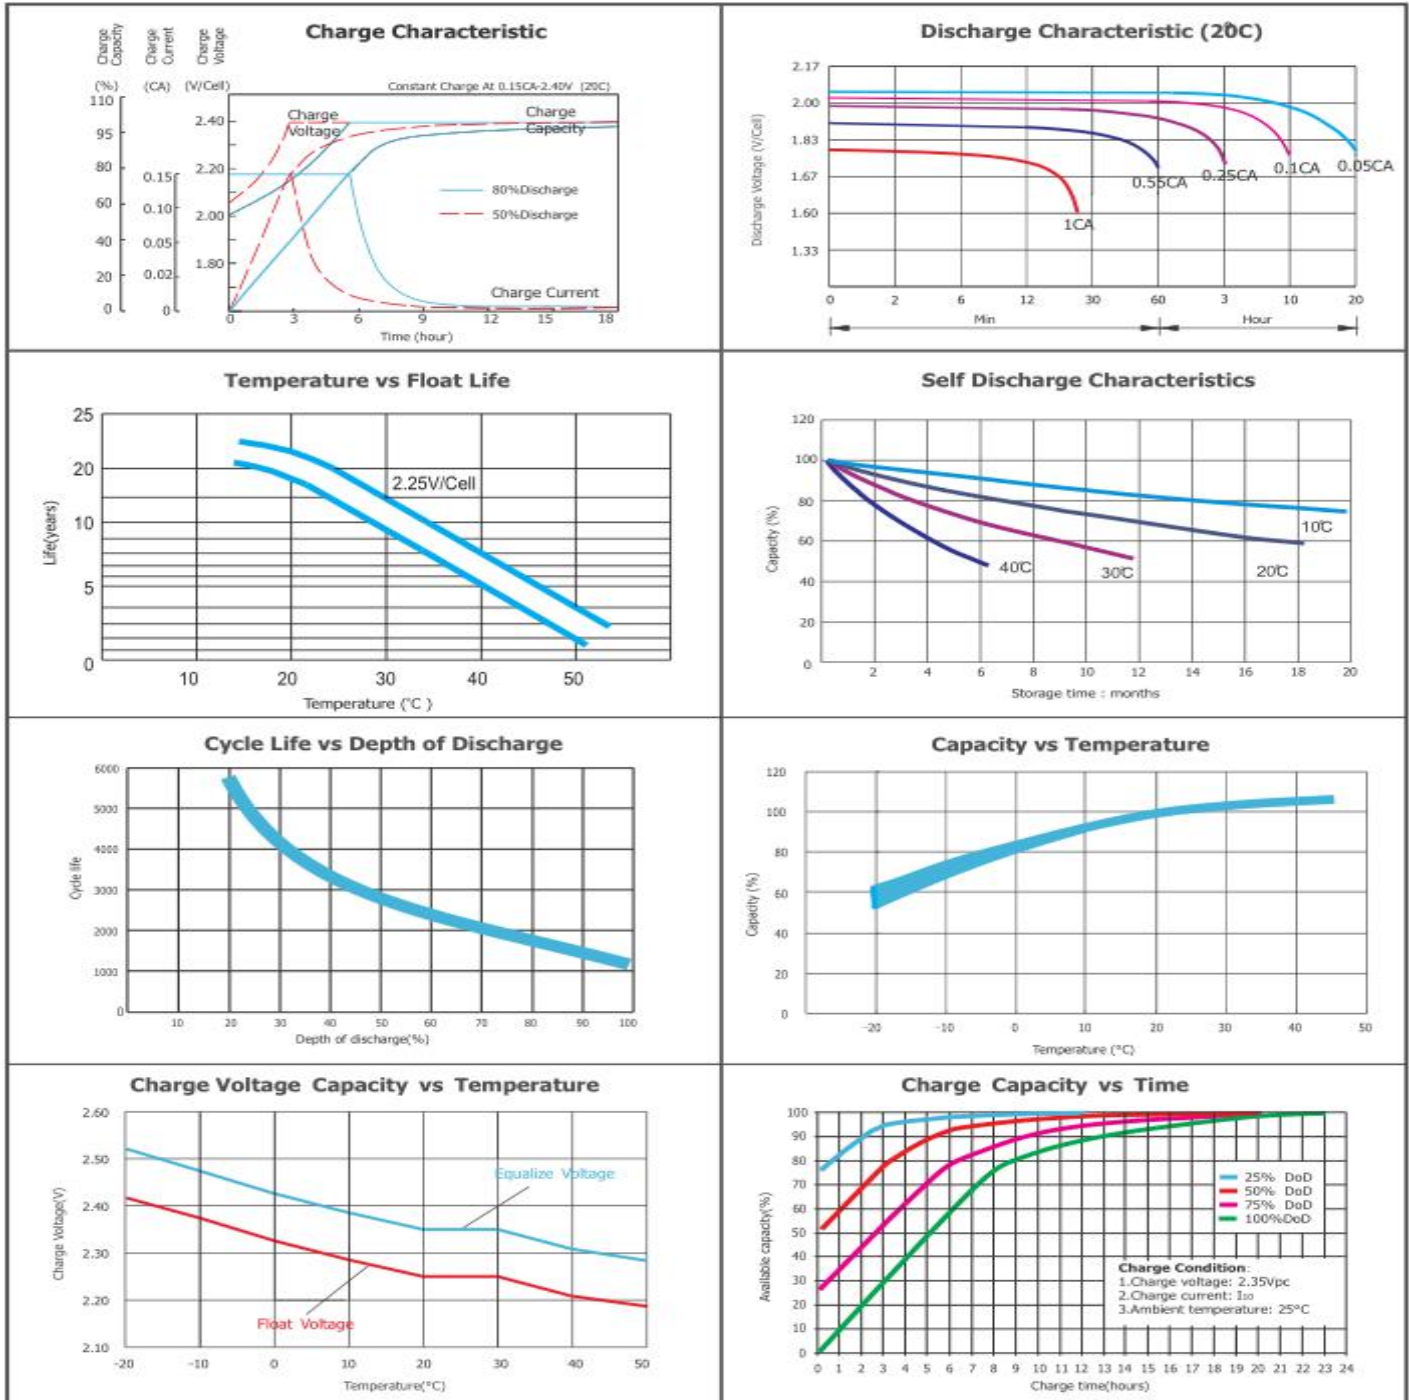 Charge Characteristic
Charge Capacity
Charge Current
Charge Voltage
(%) (CA) (V/Cell)
Constant Charge At 0.15CA-2.40V (20C)
110
95
80
60
40
20
0
0.15
0.10
0.05
0.02
0
2.40
2.20
2.00
1.80
Charge Voltage
Charge Capacity
80%Discharge
50%Discharge
Charge Current
0 3 6 9 12 15 18
Time (hour)
Discharge Characteristic (20C)
Discharge Voltage (V/Cell)
2.17
2.00
1.83
1.67
1.60
1.33
1CA
0.55CA
0.25CA
0.1CA
0.05CA
0 2 6 12 30 60 3 10 20
Min Hour
Temperature vs Float Life
Life(years)
25
20
10
5
0
2.25V/Cell
10 20 30 40 50
Temperature (℃ )
Self Discharge Characteristics
Capacity (%)
120
100
80
60
40
20
0
10℃
20℃
30℃
40℃
2 4 6 8 10 12 14 16 18 20
Storage time : months
Cycle Life vs Depth of Discharge
Cycle life
6000
5000
4000
3000
2000
1000
0
10 20 30 40 50 60 70 80 90 100
Depth of discharge(%)
Capacity vs Temperature
Capacity (%)
120
100
80
60
40
20
0
-20 -10 0 10 20 30 40 50
Temperature (°C)
Charge Voltage Capacity vs Temperature
Charge Voltage(V)
2.60
2.50
2.40
2.30
2.20
2.10
Equalize Voltage
Float Voltage
-20 -10 0 10 20 40 50
Temperature(°C)
Charge Capacity vs Time
Available capacity(%)
100
90
80
70
60
50
40
30
20
10
0
25% DoD
50% DoD
75% DoD
100%DoD
Charge Condition:
1.Charge voltage: 2.35Vpc
2.Charge current: I₁₀
3.Ambient temperature: 25°C
0 1 2 3 4 5 6 7 8 9 10 11 12 13 14 15 16 17 18 19 20 21 22 23 24
Charge time(hours)